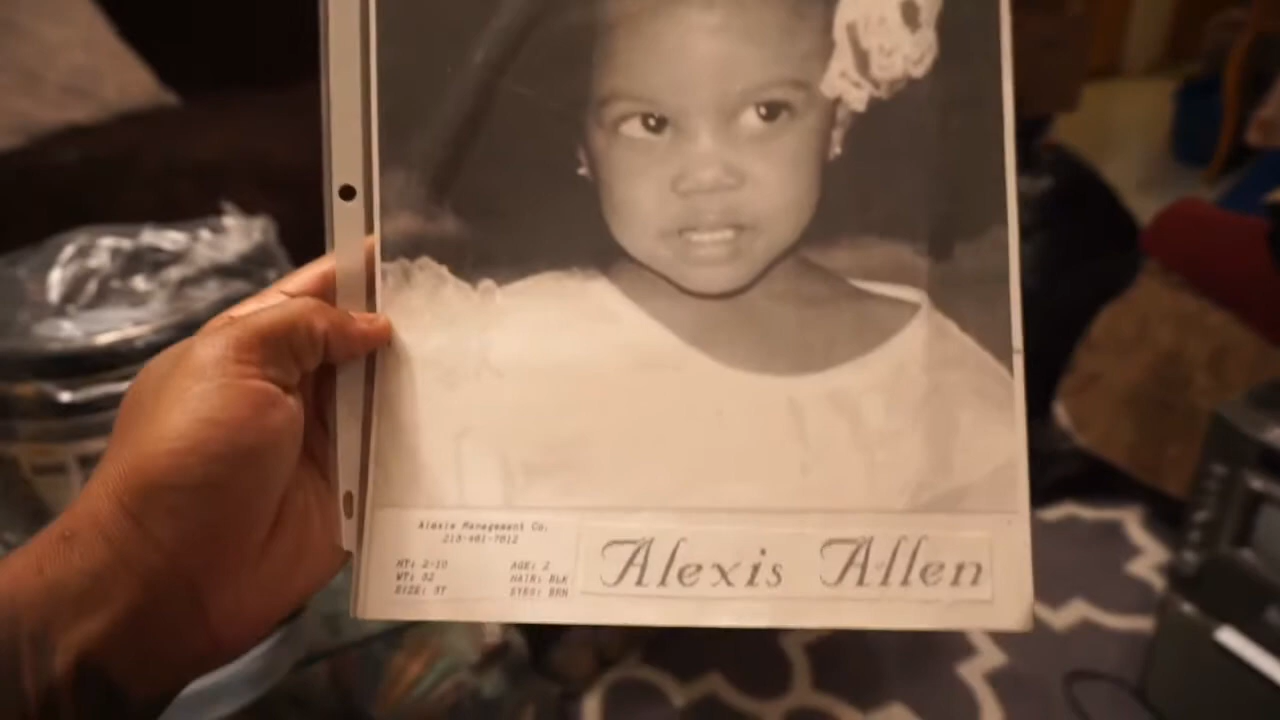 Alexis Management Co.
213-461-7812
HT: 2-10 AGE: 2
WT: 32 HAIR: BLK
SIZE: 3T EYES: BRN
Alexis Allen